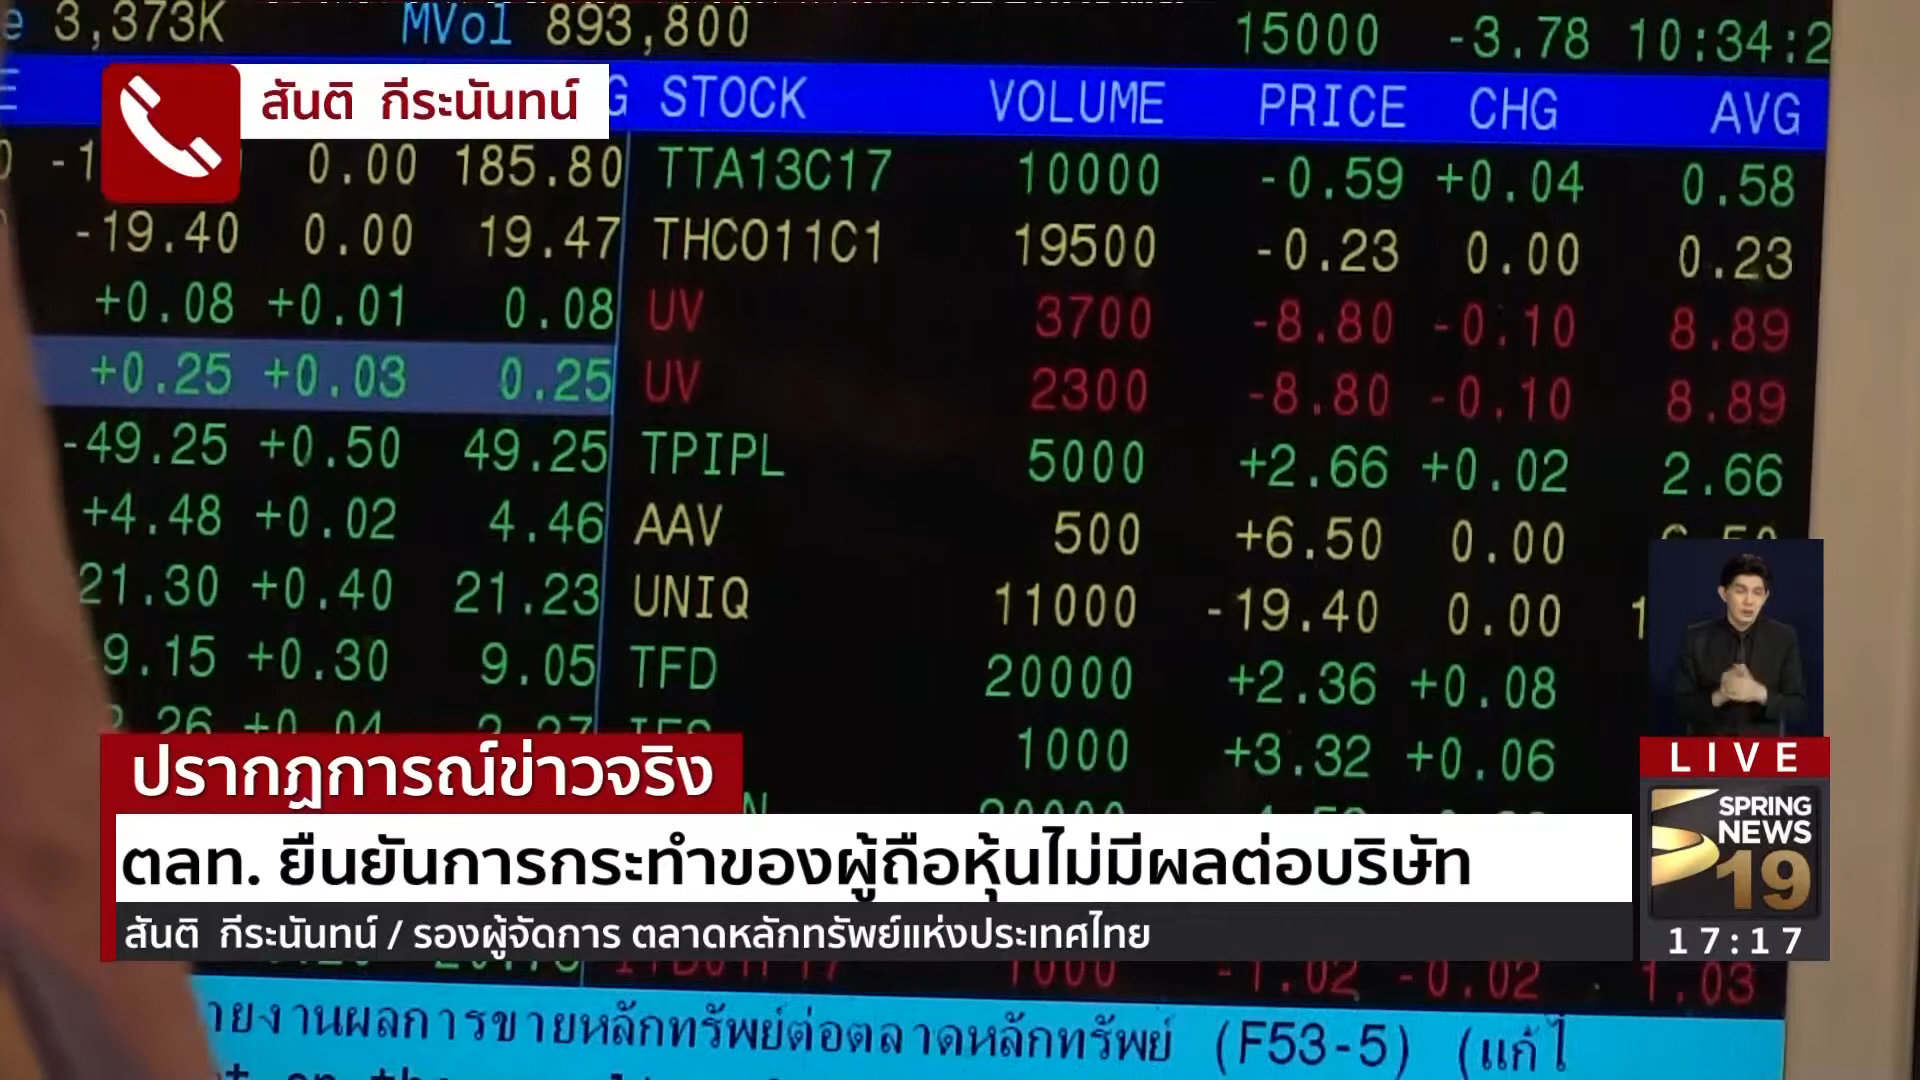 3,373K MVol 893,800 15000 -3.78 10:34:2
สันติ กีระนันทน์
G STOCK VOLUME PRICE CHG AVG
0.00 185.80 TTA13C17 10000 -0.59 +0.04 0.58
-19.40 0.00 19.47 THCO11C1 19500 -0.23 0.00 0.23
+0.08 +0.01 0.08 UV 3700 -8.80 -0.10 8.89
+0.25 +0.03 0.25 UV 2300 -8.80 -0.10 8.89
-49.25 +0.50 49.25 TPIPL 5000 +2.66 +0.02 2.66
+4.48 +0.02 4.46 AAV 500 +6.50 0.00
21.30 +0.40 21.23 UNIQ 11000 -19.40 0.00 1
9.15 +0.30 9.05 TFD 20000 +2.36 +0.08
1000 +3.32 +0.06
ปรากฏการณ์ข่าวจริง
ตลท. ยืนยันการกระทำของผู้ถือหุ้นไม่มีผลต่อบริษัท
สันติ กีระนันทน์ / รองผู้จัดการ ตลาดหลักทรัพย์แห่งประเทศไทย
LIVE
SPRING
NEWS
19
17:17
1000 -1.02 -0.02 1.03
ายงานผลการขายหลักทรัพย์ต่อตลาดหลักทรัพย์ (F53-5) (แก้ไ